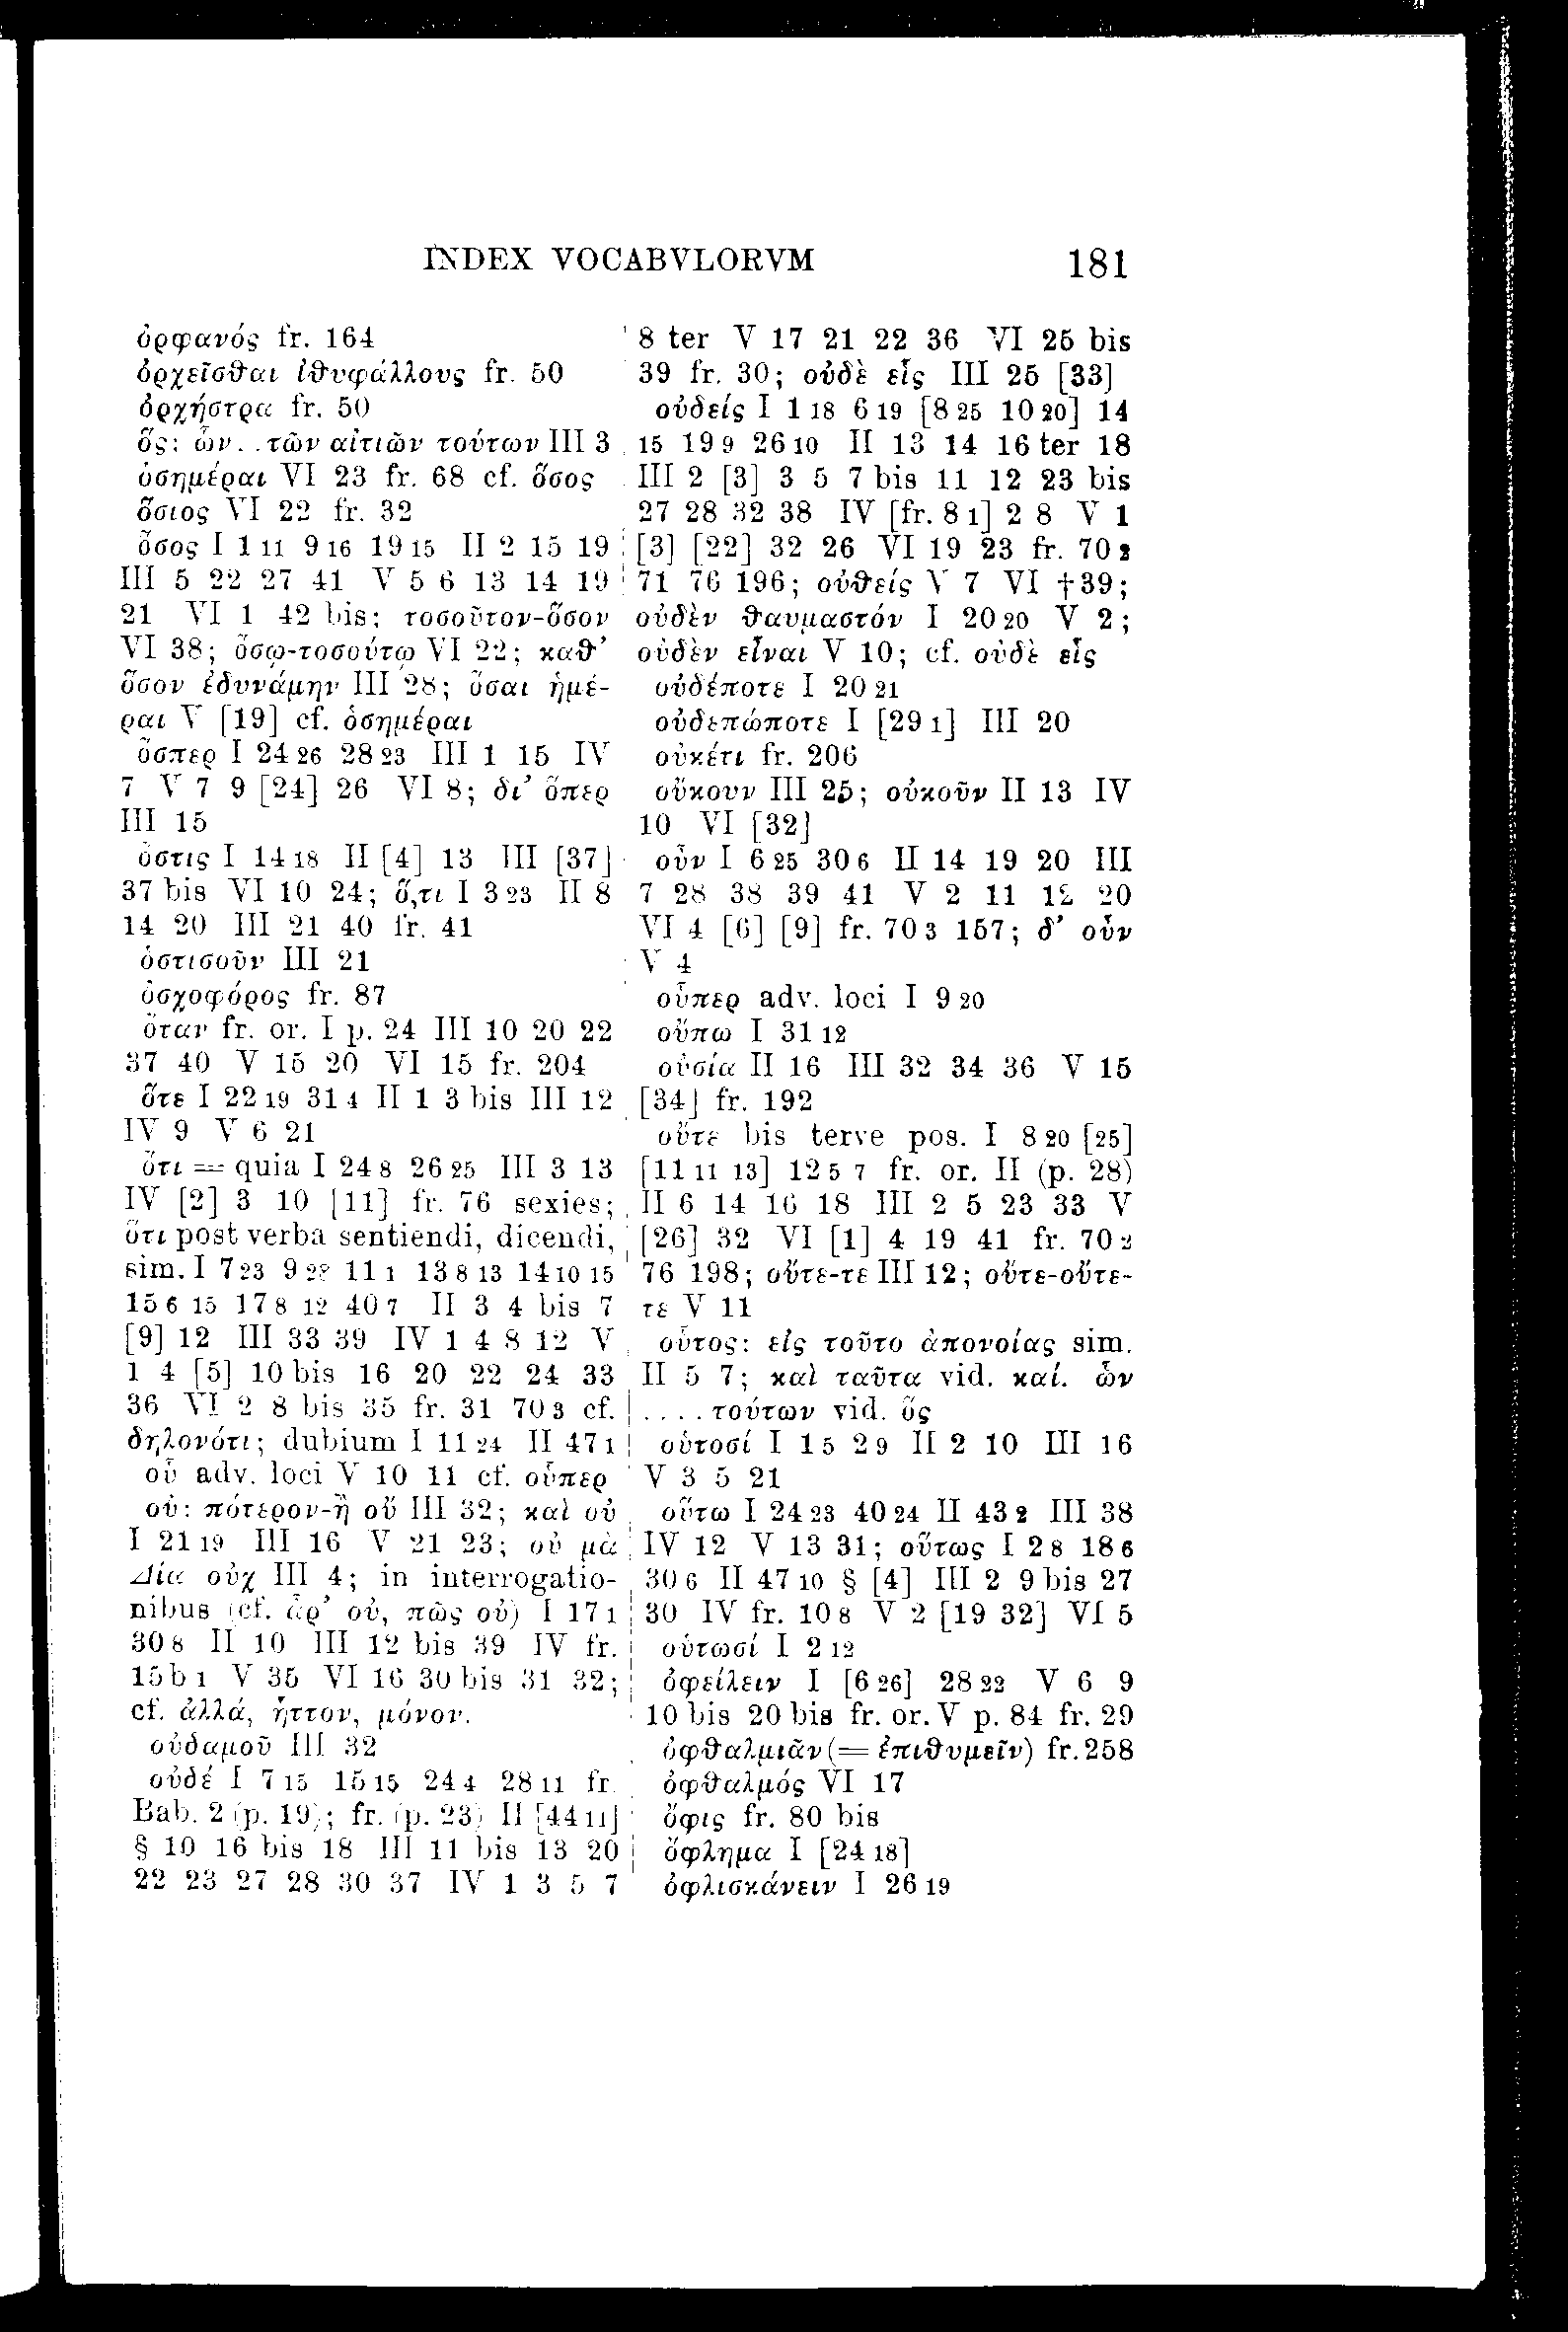 INDEX VOCABVLORVM 181
ὀρφανός fr. 164
ὀρχεῖσθαι ἰθυφάλλους fr. 50
ὀρχήστρα fr. 50
ὅς: ὧν..τῶν αἰτιῶν τούτων III 3
ὁσημέραι VI 23 fr. 68 cf. ὅσος
ὅσιος VI 22 fr. 32
ὅσος I 1 11 9 16 19 15 II 2 15 19
III 5 22 27 41 V 5 6 13 14 19
21 VI 1 42 bis; τοσοῦτον-ὅσον
VI 38; ὅσῳ-τοσούτῳ VI 22; καθ’
ὅσον ἐδυνάμην III 28; ὅσαι ἡμέ-
ραι V [19] cf. ὁσημέραι
ὅσπερ I 24 26 28 23 III 1 15 IV
7 V 7 9 [24] 26 VI 8; δι’ ὅπερ
III 15
ὅστις I 14 18 II [4] 13 III [37]
37 bis VI 10 24; ὅ,τι I 3 23 II 8
14 20 III 21 40 fr. 41
ὁστισοῦν III 21
ὀσχοφόρος fr. 87
ὅταν fr. or. I p. 24 III 10 20 22
37 40 V 15 20 VI 15 fr. 204
ὅτε I 22 19 31 4 II 1 3 bis III 12
IV 9 V 6 21
ὅτι = quia I 24 8 26 25 III 3 13
IV [2] 3 10 [11] fr. 76 sexies;
ὅτι post verba sentiendi, dicendi,
sim. I 7 23 9 22 11 1 13 8 13 14 10 15
15 6 15 17 8 12 40 7 II 3 4 bis 7
[9] 12 III 33 39 IV 1 4 8 12 V
1 4 [5] 10 bis 16 20 22 24 33
36 VI 2 8 bis 35 fr. 31 70 3 cf.
δηλονότι; dubium I 11 24 II 47 1
οὗ adv. loci V 10 11 cf. οὗπερ
οὐ: πότερον-ἢ οὔ III 32; καὶ οὐ
I 21 19 III 16 V 21 23; οὐ μὰ
Δία οὐχ III 4; in interrogatio-
nibus (cf. ἆρ’ οὐ, πῶς οὐ) I 17 1
30 8 II 10 III 12 bis 39 IV fr.
15 b 1 V 35 VI 16 30 bis 31 32;
cf. ἀλλά, ἧττον, μόνον.
οὐδαμοῦ III 32
οὐδέ I 7 15 15 15 24 4 28 11 fr.
Bab. 2 (p. 19); fr. (p. 23) II [44 11]
§ 10 16 bis 18 III 11 bis 13 20
22 23 27 28 30 37 IV 1 3 5 7
8 ter V 17 21 22 36 VI 25 bis
39 fr. 30; οὐδὲ εἷς III 25 [33]
οὐδείς I 1 18 6 19 [8 25 10 20] 14
15 19 9 26 10 II 13 14 16 ter 18
III 2 [3] 3 5 7 bis 11 12 23 bis
27 28 32 38 IV [fr. 8 1] 2 8 V 1
[3] [22] 32 26 VI 19 23 fr. 70 2
71 76 196; οὐθείς V 7 VI †39;
οὐδὲν θαυμαστόν I 20 20 V 2;
οὐδὲν εἶναι V 10; cf. οὐδὲ εἷς
οὐδέποτε I 20 21
οὐδεπώποτε I [29 1] III 20
οὐκέτι fr. 206
οὔκουν III 25; οὐκοῦν II 13 IV
10 VI [32]
οὖν I 6 25 30 6 II 14 19 20 III
7 28 38 39 41 V 2 11 12 20
VI 4 [6] [9] fr. 70 3 157; δ’ οὖν
V 4
οὗπερ adv. loci I 9 20
οὔπω I 31 12
οὐσία II 16 III 32 34 36 V 15
[34] fr. 192
οὔτε bis terve pos. I 8 20 [25]
[11 11 13] 12 5 7 fr. or. II (p. 28)
II 6 14 16 18 III 2 5 23 33 V
[26] 32 VI [1] 4 19 41 fr. 70 2
76 198; οὔτε-τε III 12; οὔτε-οὔτε-
τε V 11
οὗτος: εἰς τοῦτο ἀπονοίας sim.
II 5 7; καὶ ταῦτα vid. καί. ὧν
....τούτων vid. ὅς
οὑτοσί I 1 5 2 9 II 2 10 III 16
V 3 5 21
οὕτω I 24 23 40 24 II 43 2 III 38
IV 12 V 13 31; οὕτως I 2 8 18 6
30 6 II 47 10 § [4] III 2 9 bis 27
30 IV fr. 10 8 V 2 [19 32] VI 5
οὑτωσί I 2 12
ὀφείλειν I [6 26] 28 22 V 6 9
10 bis 20 bis fr. or. V p. 84 fr. 29
ὀφθαλμιᾶν (= ἐπιθυμεῖν) fr. 258
ὀφθαλμός VI 17
ὄφις fr. 80 bis
ὄφλημα I [24 18]
ὀφλισκάνειν I 26 19